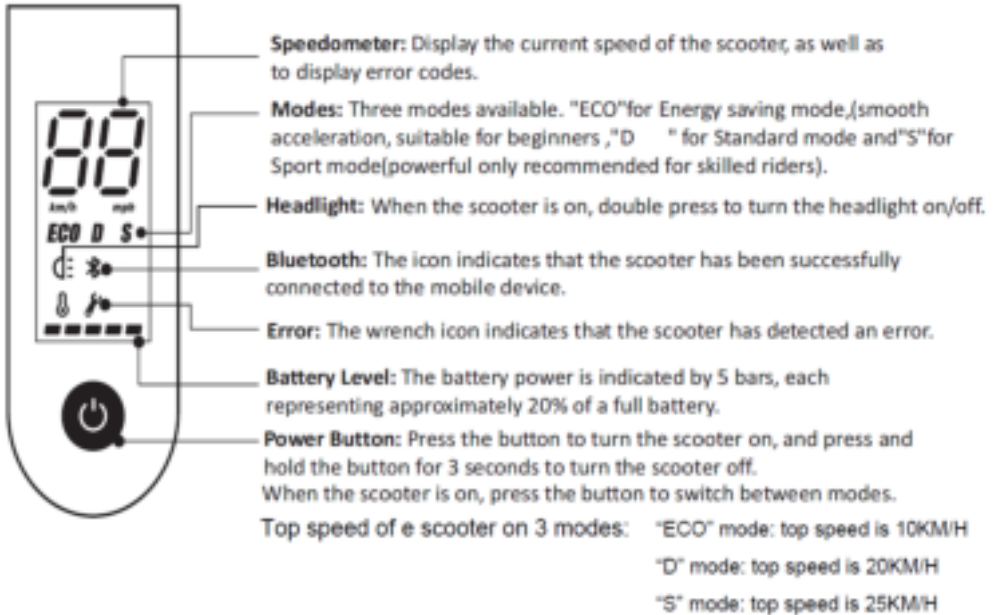 Speedometer: Display the current speed of the scooter, as well as
to display error codes.
88
km/h mph
ECO D S
Modes: Three modes available. "ECO"for Energy saving mode,(smooth
acceleration, suitable for beginners ,"D " for Standard mode and"S"for
Sport mode(powerful only recommended for skilled riders).
Headlight: When the scooter is on, double press to turn the headlight on/off.
Bluetooth: The icon indicates that the scooter has been successfully
connected to the mobile device.
Error: The wrench icon indicates that the scooter has detected an error.
Battery Level: The battery power is indicated by 5 bars, each
representing approximately 20% of a full battery.
Power Button: Press the button to turn the scooter on, and press and
hold the button for 3 seconds to turn the scooter off.
When the scooter is on, press the button to switch between modes.
Top speed of e scooter on 3 modes: "ECO" mode: top speed is 10KM/H
"D" mode: top speed is 20KM/H
"S" mode: top speed is 25KM/H